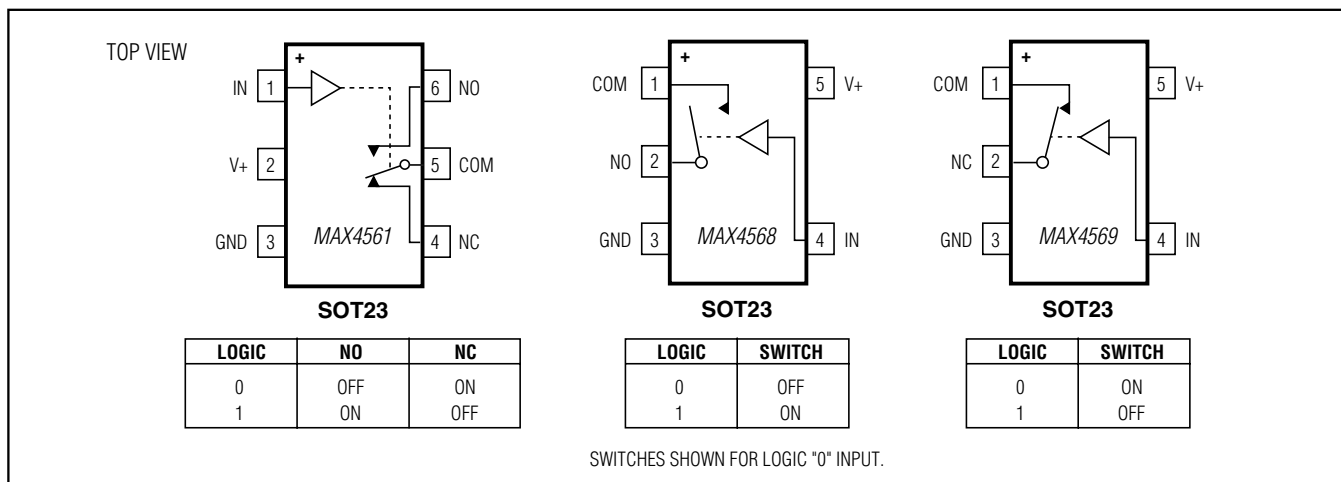 TOP VIEW
+
IN 1
6 NO
V+ 2
5 COM
GND 3
MAX4561
4 NC
SOT23
LOGIC NO NC
0 OFF ON
1 ON OFF
+
COM 1
5 V+
NO 2
GND 3
MAX4568
4 IN
SOT23
LOGIC SWITCH
0 OFF
1 ON
+
COM 1
5 V+
NC 2
GND 3
MAX4569
4 IN
SOT23
LOGIC SWITCH
0 ON
1 OFF
SWITCHES SHOWN FOR LOGIC "0" INPUT.